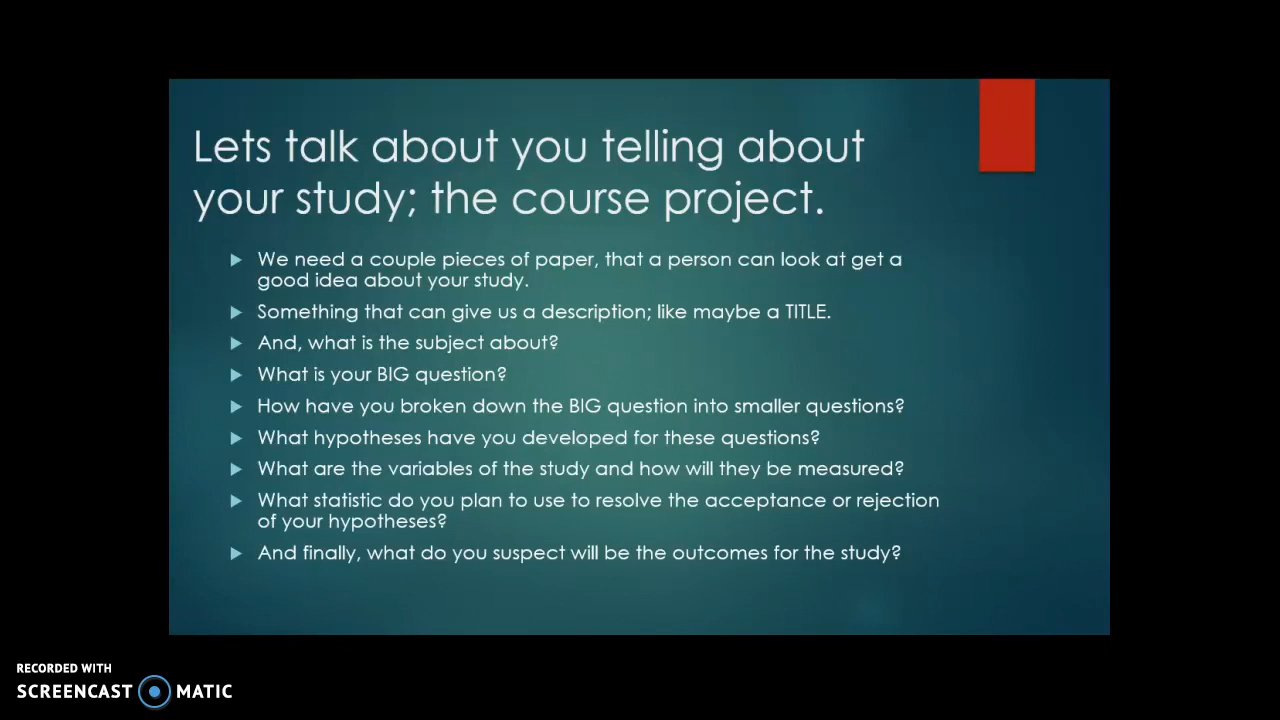 Lets talk about you telling about
your study; the course project.
We need a couple pieces of paper, that a person can look at get a
good idea about your study.
Something that can give us a description; like maybe a TITLE.
And, what is the subject about?
What is your BIG question?
How have you broken down the BIG question into smaller questions?
What hypotheses have you developed for these questions?
What are the variables of the study and how will they be measured?
What statistic do you plan to use to resolve the acceptance or rejection
of your hypotheses?
And finally, what do you suspect will be the outcomes for the study?
RECORDED WITH
SCREENCAST MATIC